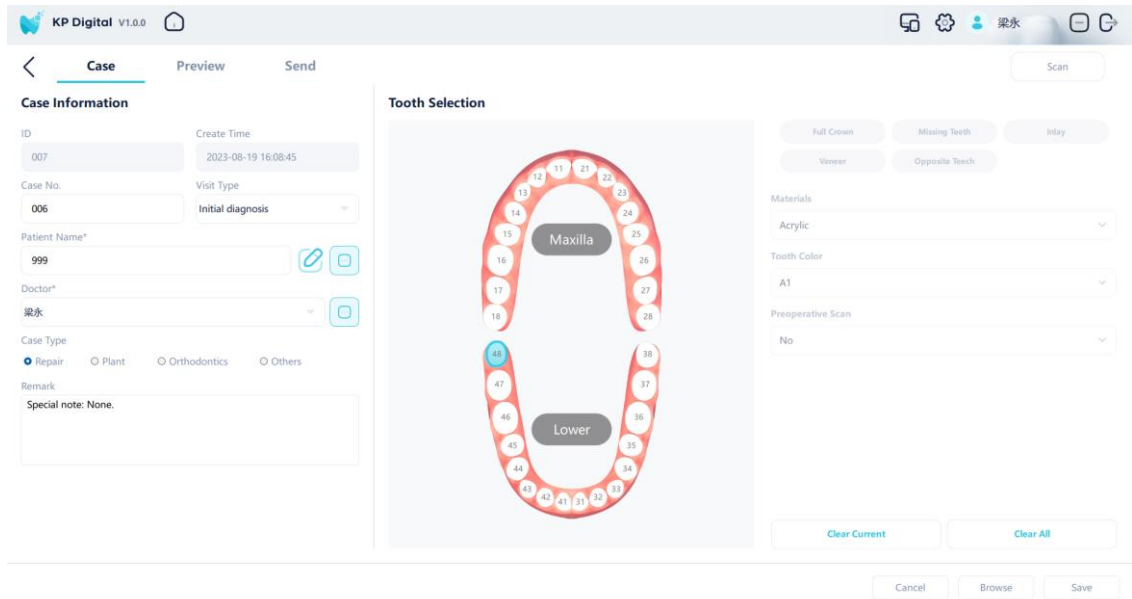 KP Digital V1.0.0
梁永
Case Preview Send
Scan
Case Information
ID Create Time
007 2023-08-19 16:08:45
Case No. Visit Type
006 Initial diagnosis
Patient Name*
999
Doctor*
梁永
Case Type
Repair Plant Orthodontics Others
Remark
Special note: None.
Tooth Selection
11 21
12 22
13 23
14 24
Maxilla
15 25
16 26
17 27
18 28
48 38
47 37
46 36
Lower
45 35
44 34
43 33
42 41 31 32
Full Crown Missing Teeth Inlay
Veneer Opposite Teech
Materials
Acrylic
Tooth Color
A1
Preoperative Scan
No
Clear Current Clear All
Cancel Browse Save